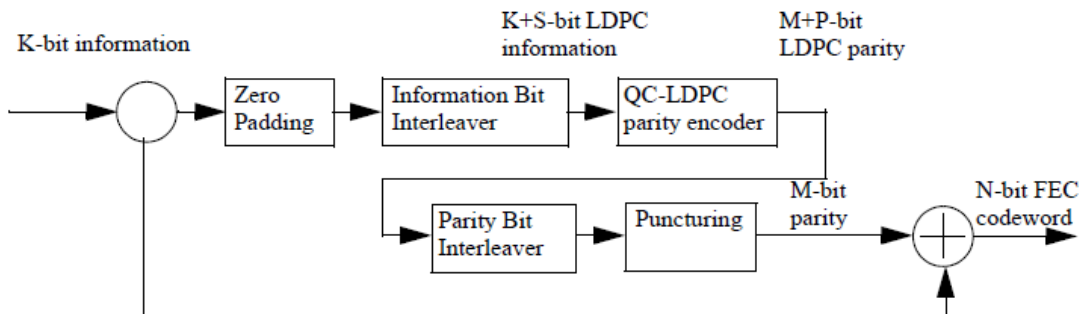 K-bit information
K+S-bit LDPC
information
M+P-bit
LDPC parity
Zero
Padding
Information Bit
Interleaver
QC-LDPC
parity encoder
Parity Bit
Interleaver
Puncturing
M-bit
parity
N-bit FEC
codeword